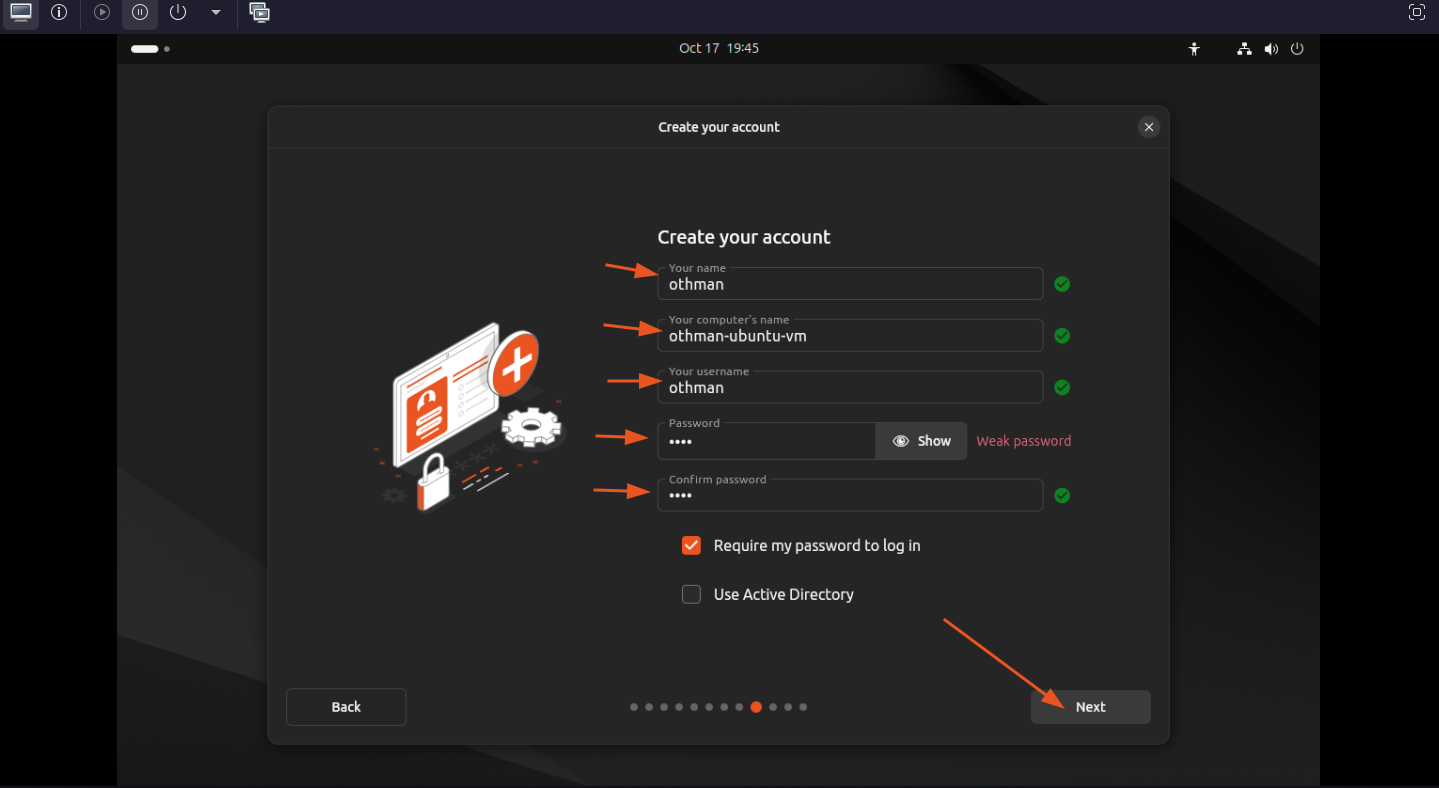 Oct 17 19:45
Create your account
Create your account
Your name
othman
Your computer's name
othman-ubuntu-vm
Your username
othman
Password
••••
Show
Weak password
Confirm password
••••
Require my password to log in
Use Active Directory
Back
Next